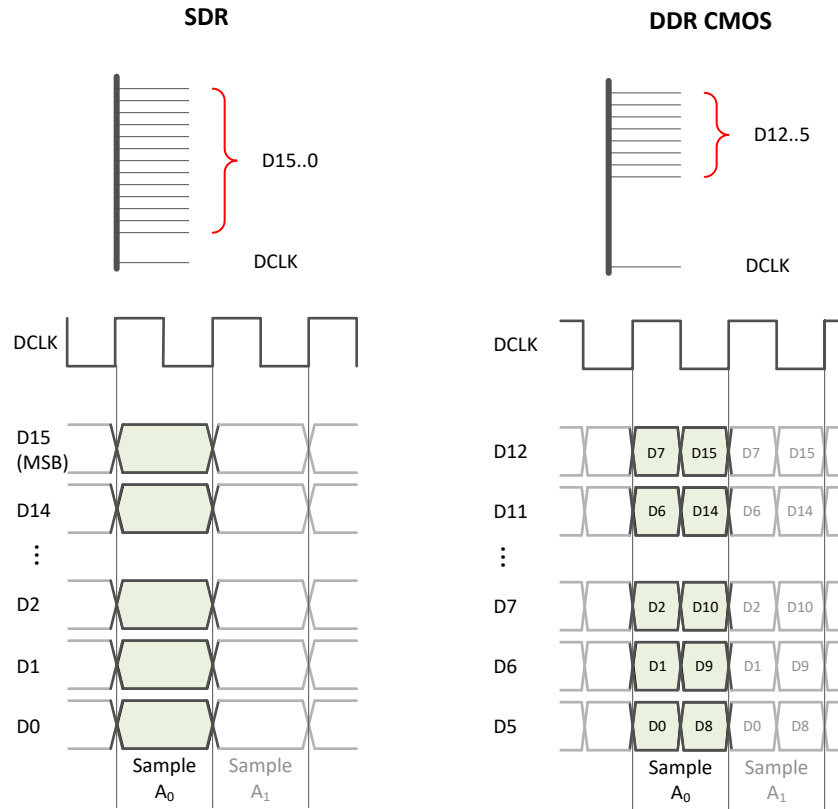 SDR
D15..0
DCLK
DCLK
D15
(MSB)
D14
⋮
D2
D1
D0
Sample
A0
Sample
A1
DDR CMOS
D12..5
DCLK
DCLK
D12 D7 D15 D7 D15
D11 D6 D14 D6 D14
⋮
D7 D2 D10 D2 D10
D6 D1 D9 D1 D9
D5 D0 D8 D0 D8
Sample
A0
Sample
A1